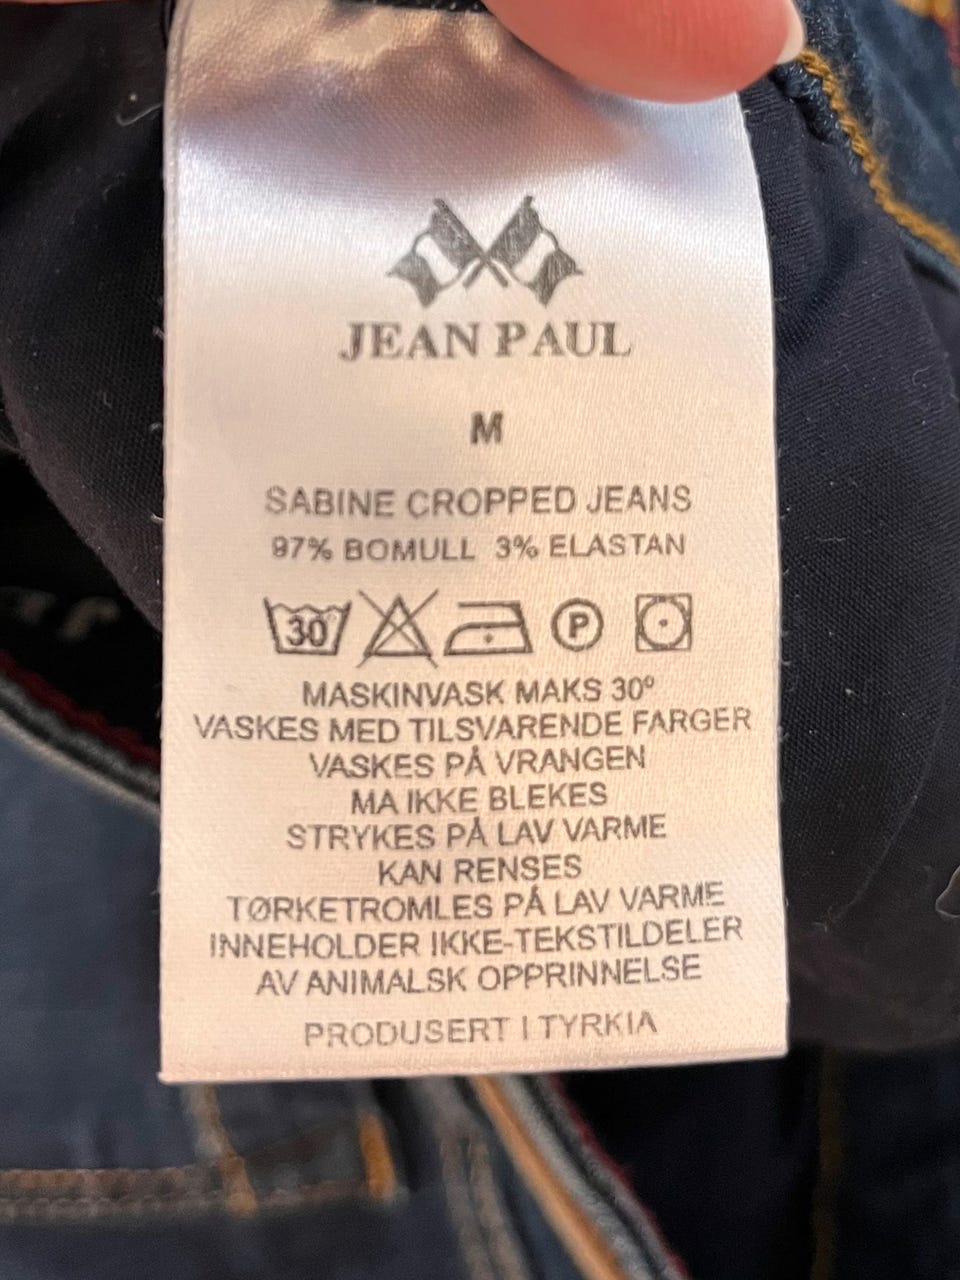 JEAN PAUL
M
SABINE CROPPED JEANS
97% BOMULL 3% ELASTAN
30° P
MASKINVASK MAKS 30º
VASKES MED TILSVARENDE FARGER
VASKES PÅ VRANGEN
MA IKKE BLEKES
STRYKES PÅ LAV VARME
KAN RENSES
TØRKETROMLES PÅ LAV VARME
INNEHOLDER IKKE-TEKSTILDELER
AV ANIMALSK OPPRINNELSE
PRODUSERT I TYRKIA